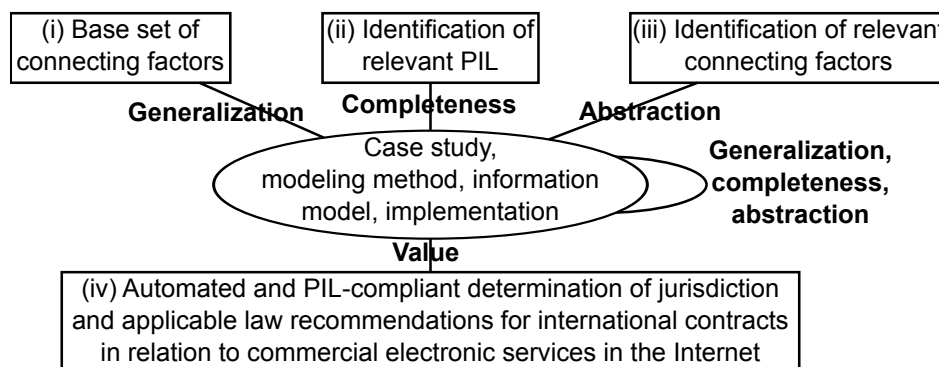 (i) Base set of
connecting factors
(ii) Identification of
relevant PIL
(iii) Identification of relevant
connecting factors
Generalization
Completeness
Abstraction
Case study,
modeling method, information
model, implementation
Generalization,
completeness,
abstraction
Value
(iv) Automated and PIL-compliant determination of jurisdiction
and applicable law recommendations for international contracts
in relation to commercial electronic services in the Internet